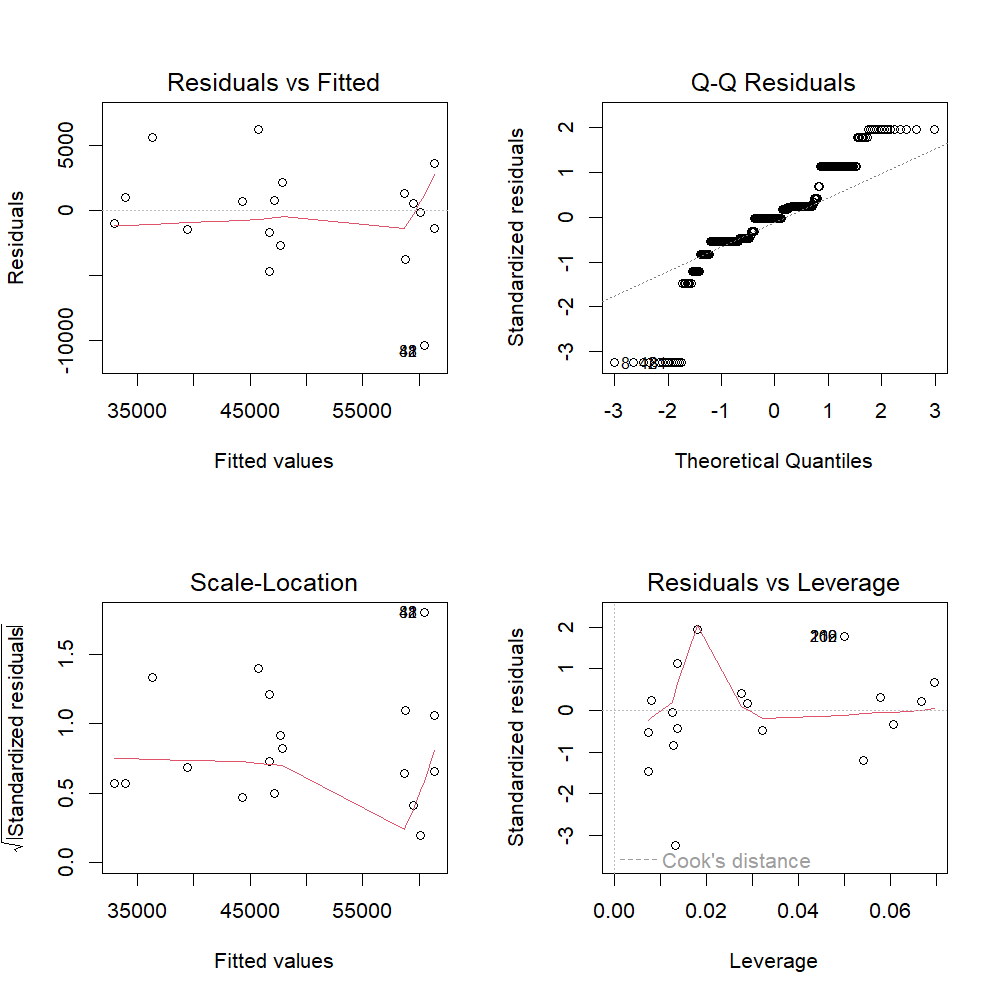 Residuals vs Fitted
Residuals
5000
0
-10000
35000
45000
55000
Fitted values
Q-Q Residuals
Standardized residuals
2
1
0
-1
-2
-3
8
-3
-2
-1
0
1
2
3
Theoretical Quantiles
Scale-Location
√|Standardized residuals|
1.5
1.0
0.5
0.0
35000
45000
55000
Fitted values
Residuals vs Leverage
Standardized residuals
2
1
0
-1
-2
-3
Cook's distance
0.00
0.02
0.04
0.06
Leverage